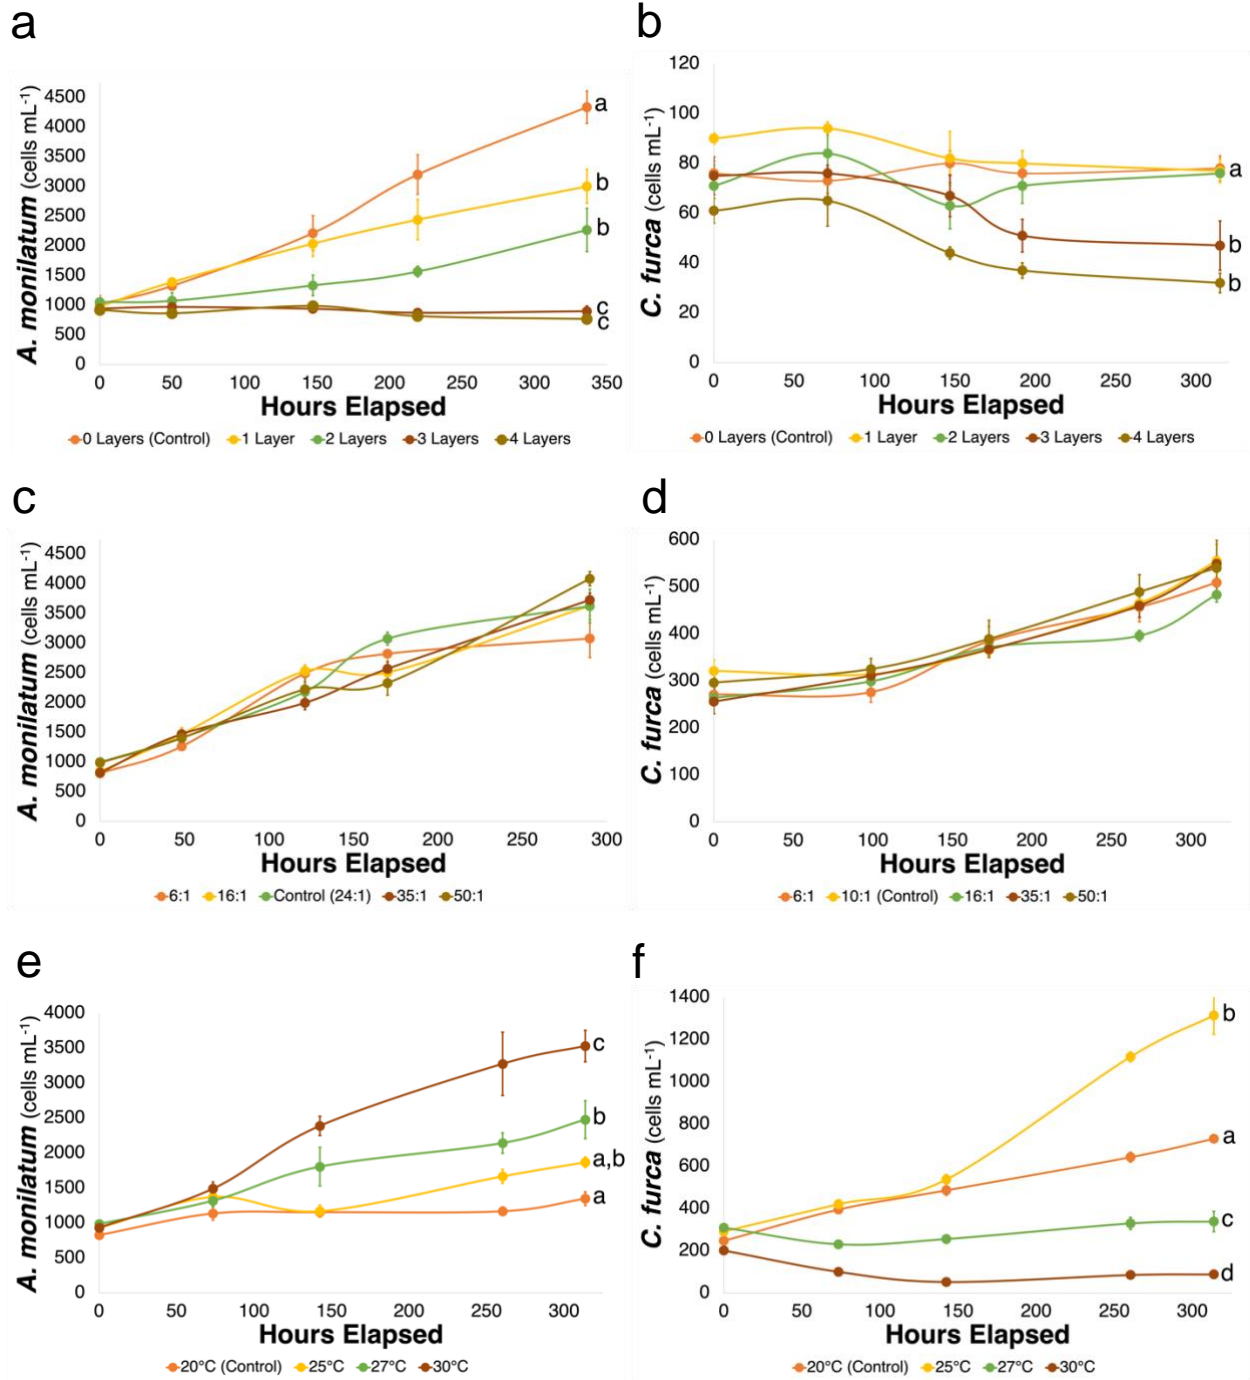 a
A. monilatum (cells mL-1)
4500
4000
3500
3000
2500
2000
1500
1000
500
0
a
b
b
c
c
0 50 100 150 200 250 300 350
Hours Elapsed
0 Layers (Control) 1 Layer 2 Layers 3 Layers 4 Layers
b
C. furca (cells mL-1)
120
100
80
60
40
20
0
a
b
b
0 50 100 150 200 250 300
Hours Elapsed
0 Layers (Control) 1 Layer 2 Layers 3 Layers 4 Layers
c
A. monilatum (cells mL-1)
4500
4000
3500
3000
2500
2000
1500
1000
500
0
0 50 100 150 200 250 300
Hours Elapsed
6:1 16:1 Control (24:1) 35:1 50:1
d
C. furca (cells mL-1)
600
500
400
300
200
100
0
0 50 100 150 200 250 300
Hours Elapsed
6:1 10:1 (Control) 16:1 35:1 50:1
e
A. monilatum (cells mL-1)
4000
3500
3000
2500
2000
1500
1000
500
0
c
b
a,b
a
0 50 100 150 200 250 300
Hours Elapsed
20°C (Control) 25°C 27°C 30°C
f
C. furca (cells mL-1)
1400
1200
1000
800
600
400
200
0
b
a
c
d
0 50 100 150 200 250 300
Hours Elapsed
20°C (Control) 25°C 27°C 30°C